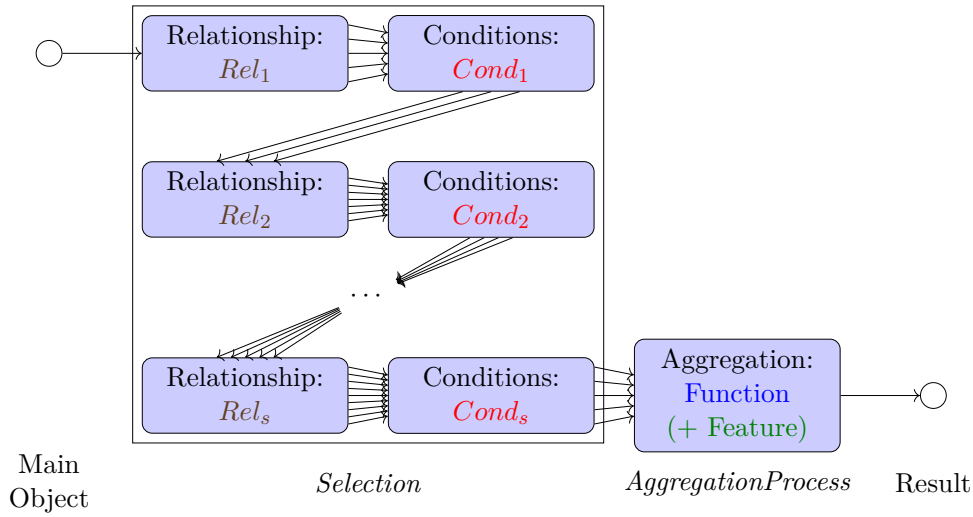 Relationship:
Rel₁
Conditions:
Cond₁
Relationship:
Rel₂
Conditions:
Cond₂
...
Relationship:
Relₛ
Conditions:
Condₛ
Aggregation:
Function
(+ Feature)
Main
Object
Selection
AggregationProcess
Result